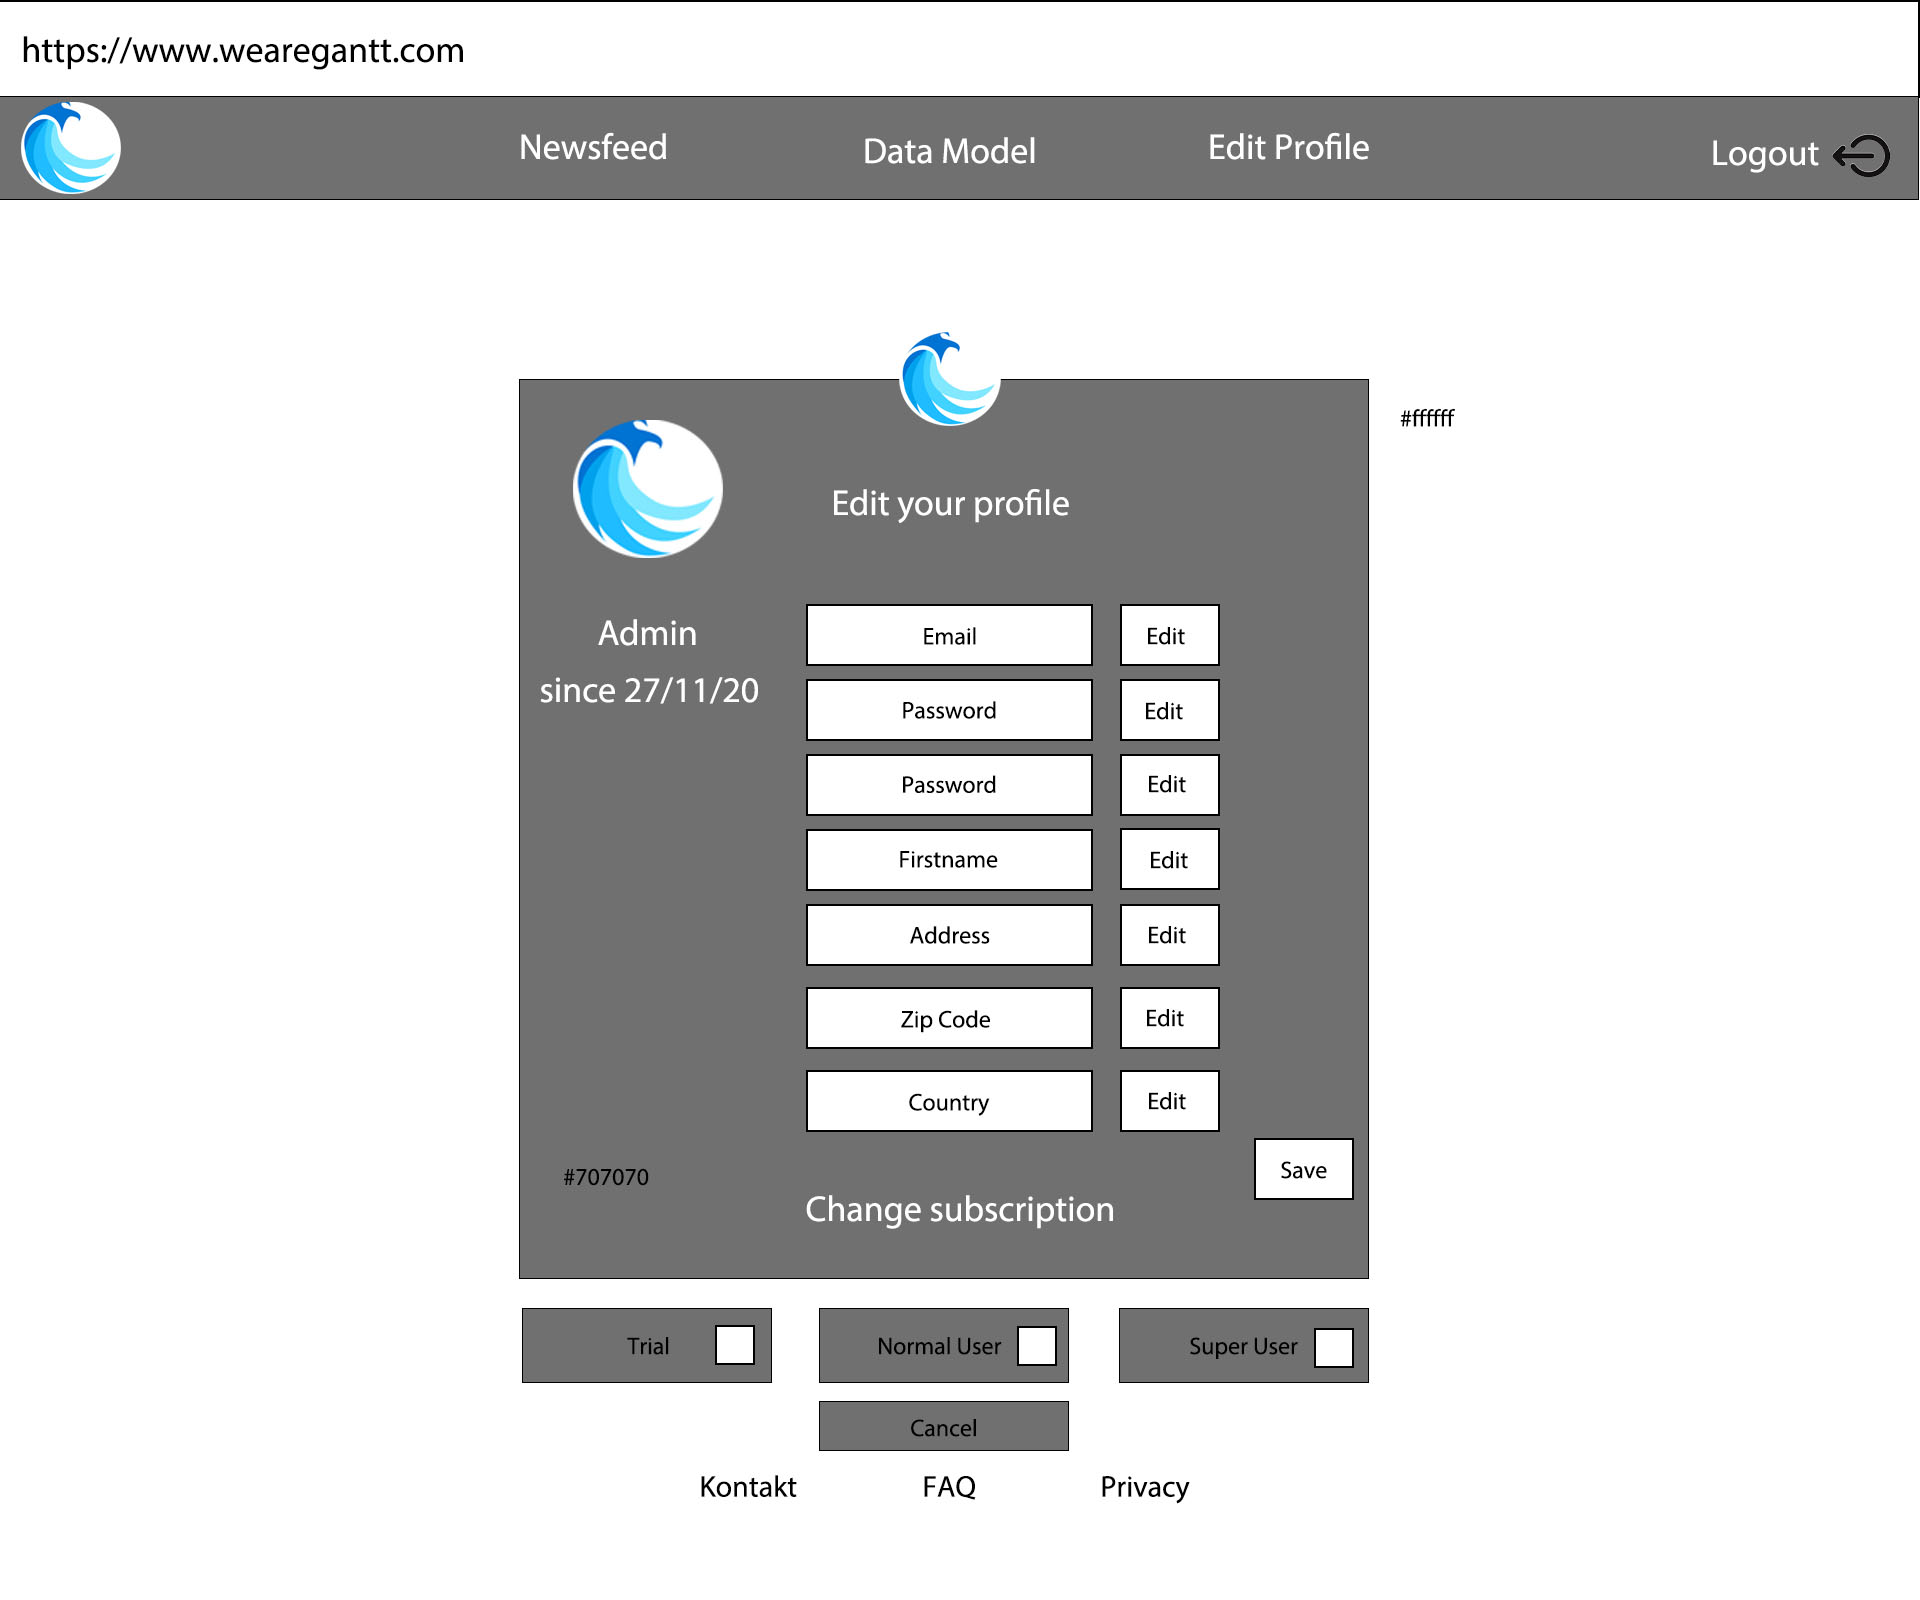 https://www.wearegantt.com
Newsfeed
Data Model
Edit Profile
Logout
#ffffff
Edit your profile
Admin
since 27/11/20
Email
Edit
Password
Edit
Password
Edit
Firstname
Edit
Address
Edit
Zip Code
Edit
Country
Edit
Save
#707070
Change subscription
Trial
Normal User
Super User
Cancel
Kontakt
FAQ
Privacy